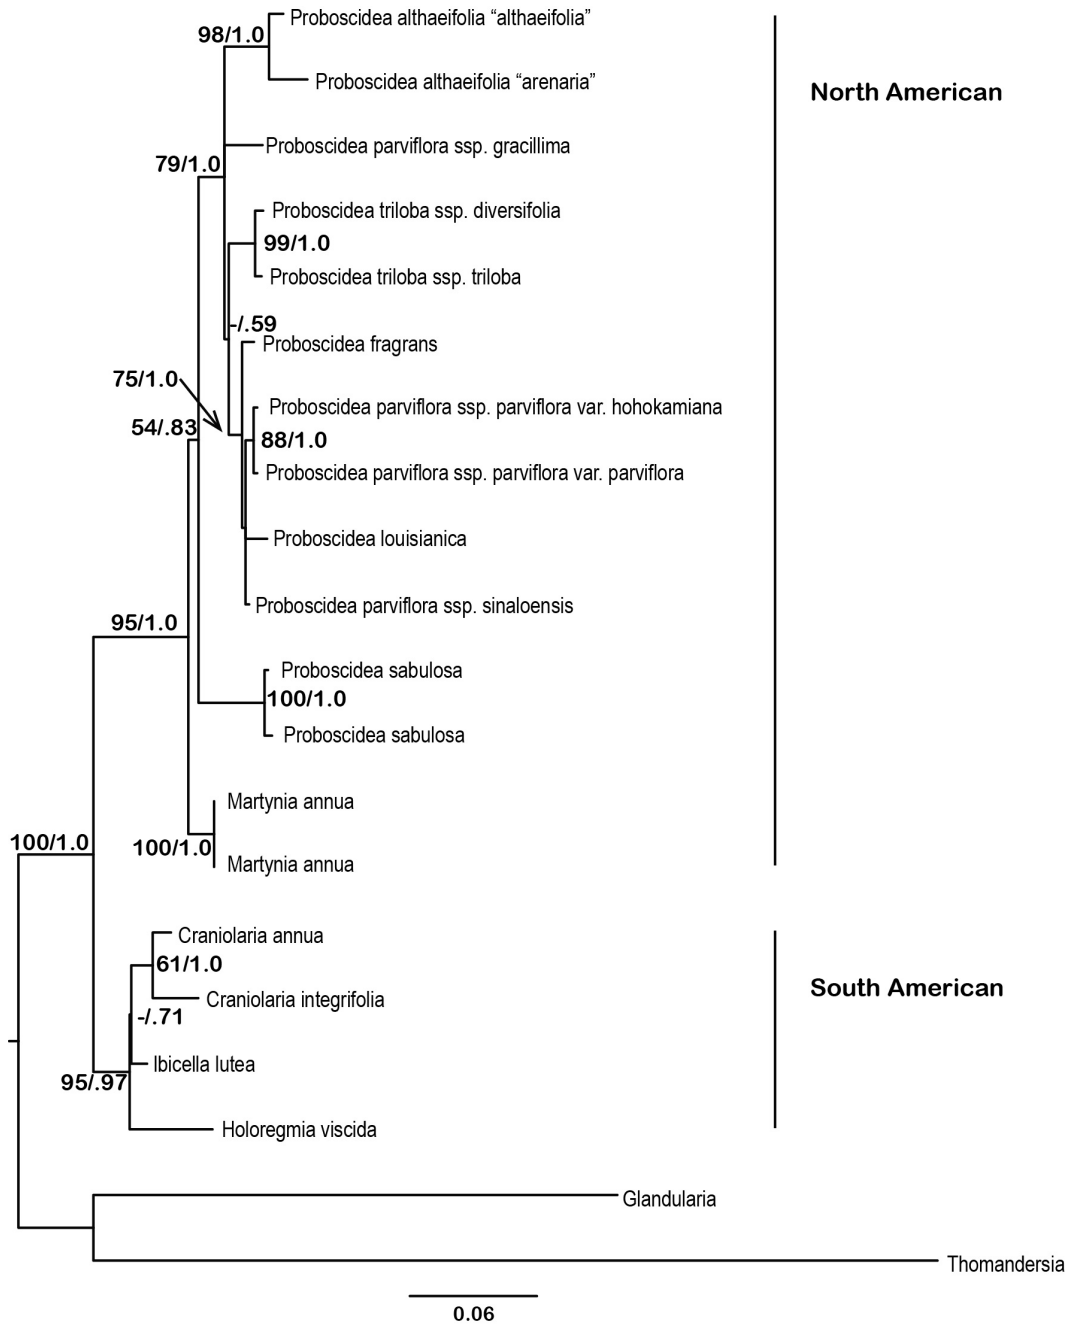 Proboscidea althaeifolia “althaeifolia”
98/1.0
Proboscidea althaeifolia “arenaria”
North American
Proboscidea parviflora ssp. gracillima
79/1.0
Proboscidea triloba ssp. diversifolia
99/1.0
Proboscidea triloba ssp. triloba
-/.59
Proboscidea fragrans
75/1.0
Proboscidea parviflora ssp. parviflora var. hohokamiana
54/.83
88/1.0
Proboscidea parviflora ssp. parviflora var. parviflora
Proboscidea louisianica
Proboscidea parviflora ssp. sinaloensis
95/1.0
Proboscidea sabulosa
100/1.0
Proboscidea sabulosa
Martynia annua
100/1.0
100/1.0
Martynia annua
Craniolaria annua
61/1.0
South American
Craniolaria integrifolia
-/.71
Ibicella lutea
95/.97
Holoregmia viscida
Glandularia
Thomandersia
0.06